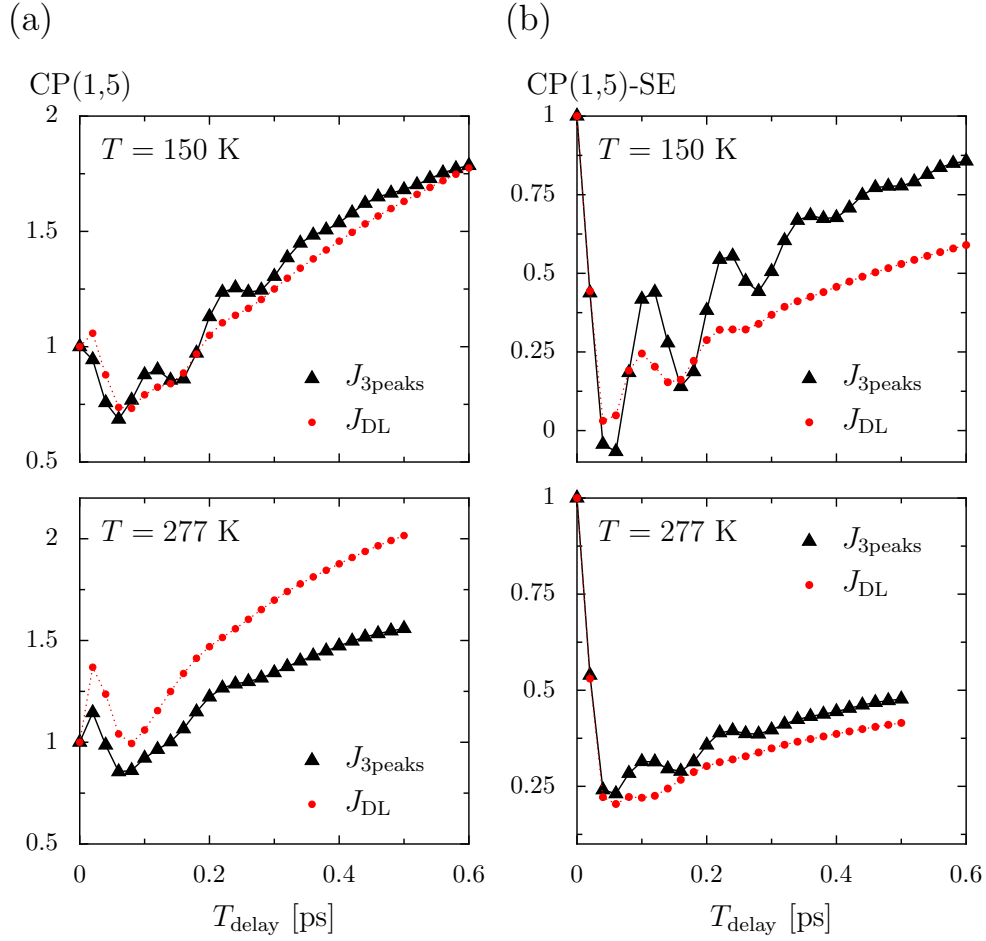 (a)
(b)
CP(1,5)
CP(1,5)-SE
2
1.5
1
0.5
T = 150 K
J3peaks
JDL
1
0.75
0.5
0.25
0
T = 150 K
J3peaks
JDL
2
1.5
1
0.5
T = 277 K
J3peaks
JDL
0 0.2 0.4 0.6
Tdelay [ps]
1
0.75
0.5
0.25
T = 277 K
J3peaks
JDL
0 0.2 0.4 0.6
Tdelay [ps]